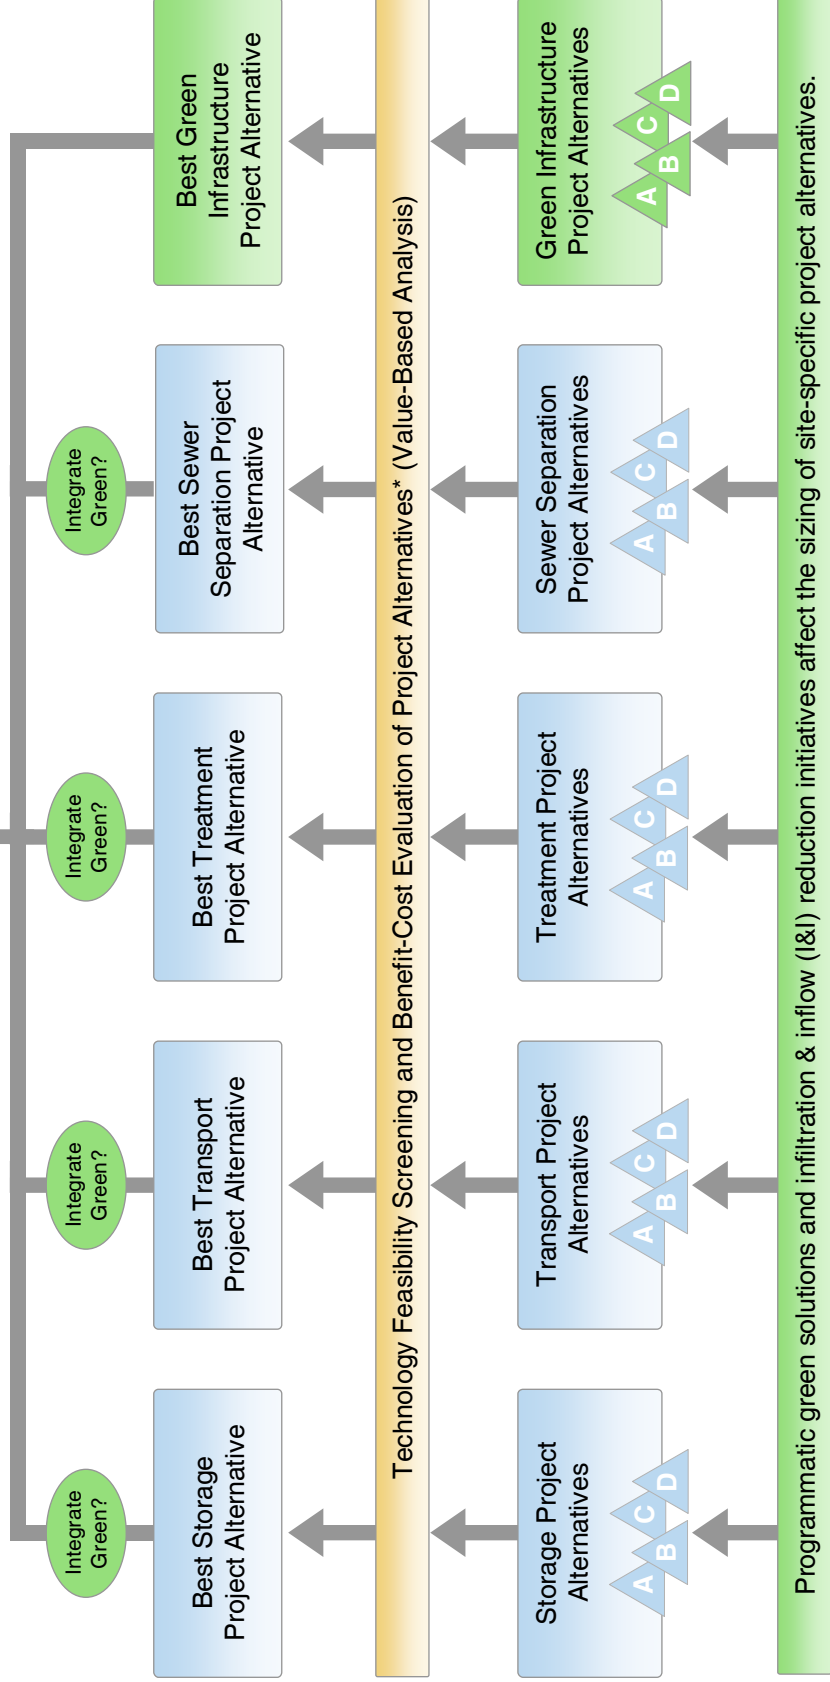 Integrate
Green?
Integrate
Green?
Integrate
Green?
Integrate
Green?
Best Storage
Project Alternative
Best Transport
Project Alternative
Best Treatment
Project Alternative
Best Sewer
Separation Project
Alternative
Best Green
Infrastructure
Project Alternative
Technology Feasibility Screening and Benefit-Cost Evaluation of Project Alternatives* (Value-Based Analysis)
Storage Project
Alternatives
A B C D
Transport Project
Alternatives
A B C D
Treatment Project
Alternatives
A B C D
Sewer Separation
Project Alternatives
A B C D
Green Infrastructure
Project Alternatives
A B C D
Programmatic green solutions and infiltration & inflow (I&I) reduction initiatives affect the sizing of site-specific project alternatives.